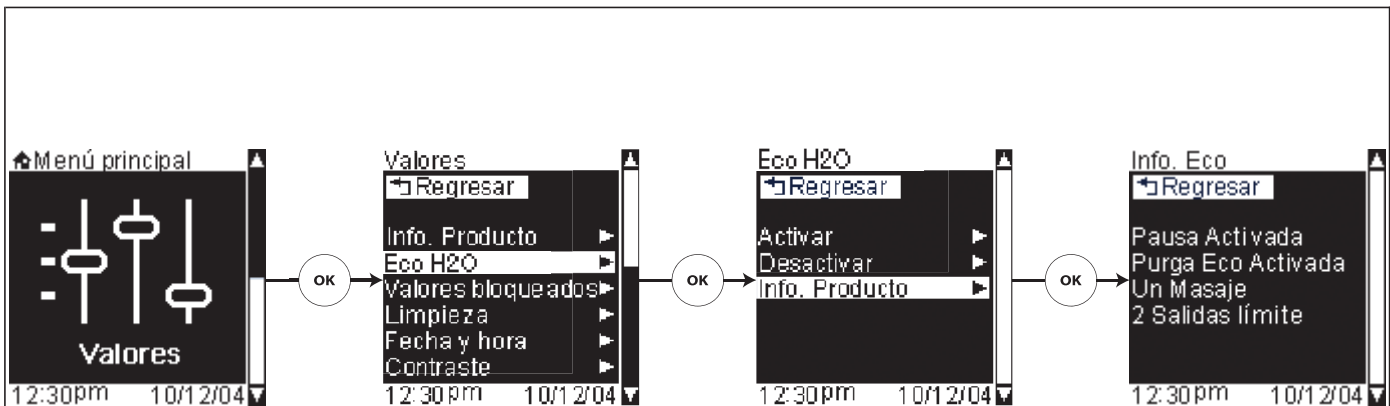 Menú principal
Valores
12:30pm 10/12/04
OK
Valores
Regresar
Info. Producto
Eco H2O
Valores bloqueados
Limpieza
Fecha y hora
Contraste
12:30pm 10/12/04
OK
Eco H2O
Regresar
Activar
Desactivar
Info. Producto
12:30pm 10/12/04
OK
Info. Eco
Regresar
Pausa Activada
Purga Eco Activada
Un Masaje
2 Salidas límite
12:30pm 10/12/04